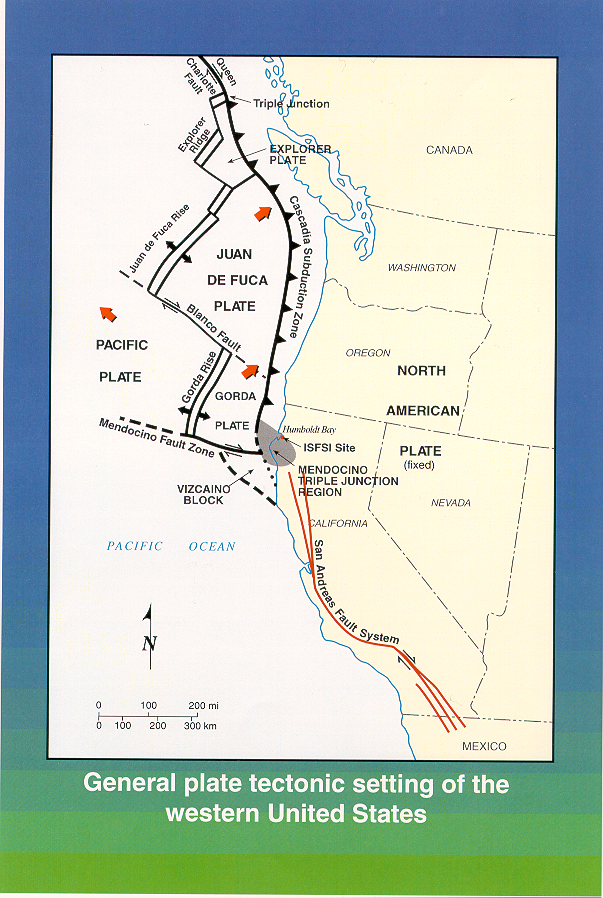 Queen
Charlotte
Fault
Triple Junction
Explorer
Ridge
EXPLORER
PLATE
CANADA
Juan de Fuca Rise
Cascadia Subduction Zone
JUAN
DE FUCA
PLATE
WASHINGTON
Blanco Fault
PACIFIC
PLATE
OREGON
NORTH
AMERICAN
PLATE
(fixed)
Gorda Rise
GORDA
PLATE
Mendocino Fault Zone
Humboldt Bay
ISFSI Site
MENDOCINO
TRIPLE JUNCTION
REGION
VIZCAINO
BLOCK
NEVADA
CALIFORNIA
PACIFIC OCEAN
San Andreas Fault System
N
0 100 200 mi
0 100 200 300 km
MEXICO
General plate tectonic setting of the
western United States